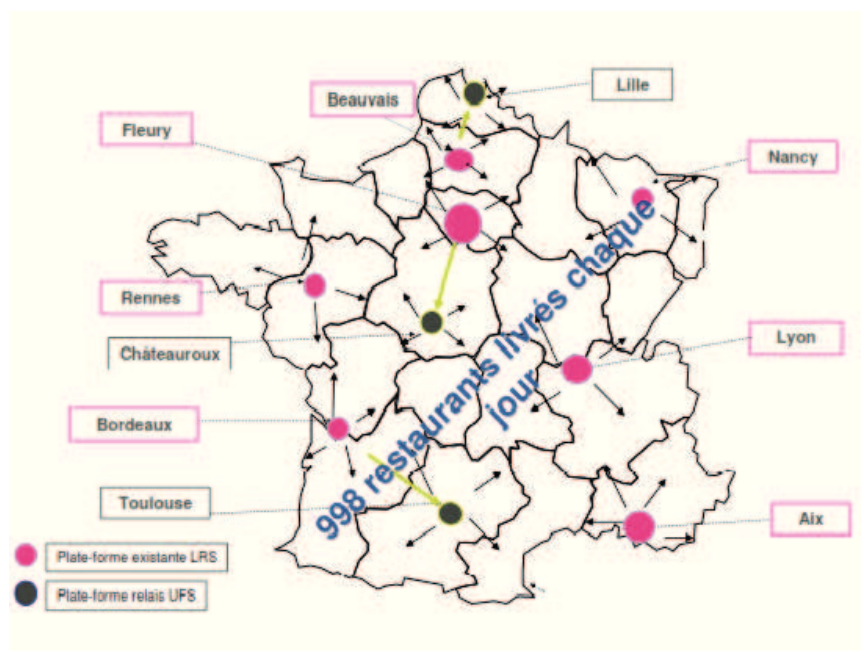 Lille
Beauvais
Fleury
Nancy
Rennes
Châteauroux
Lyon
Bordeaux
Toulouse
Aix
998 restaurants livrés chaque
jour
Plate-forme existante LRS
Plate-forme relais UFS